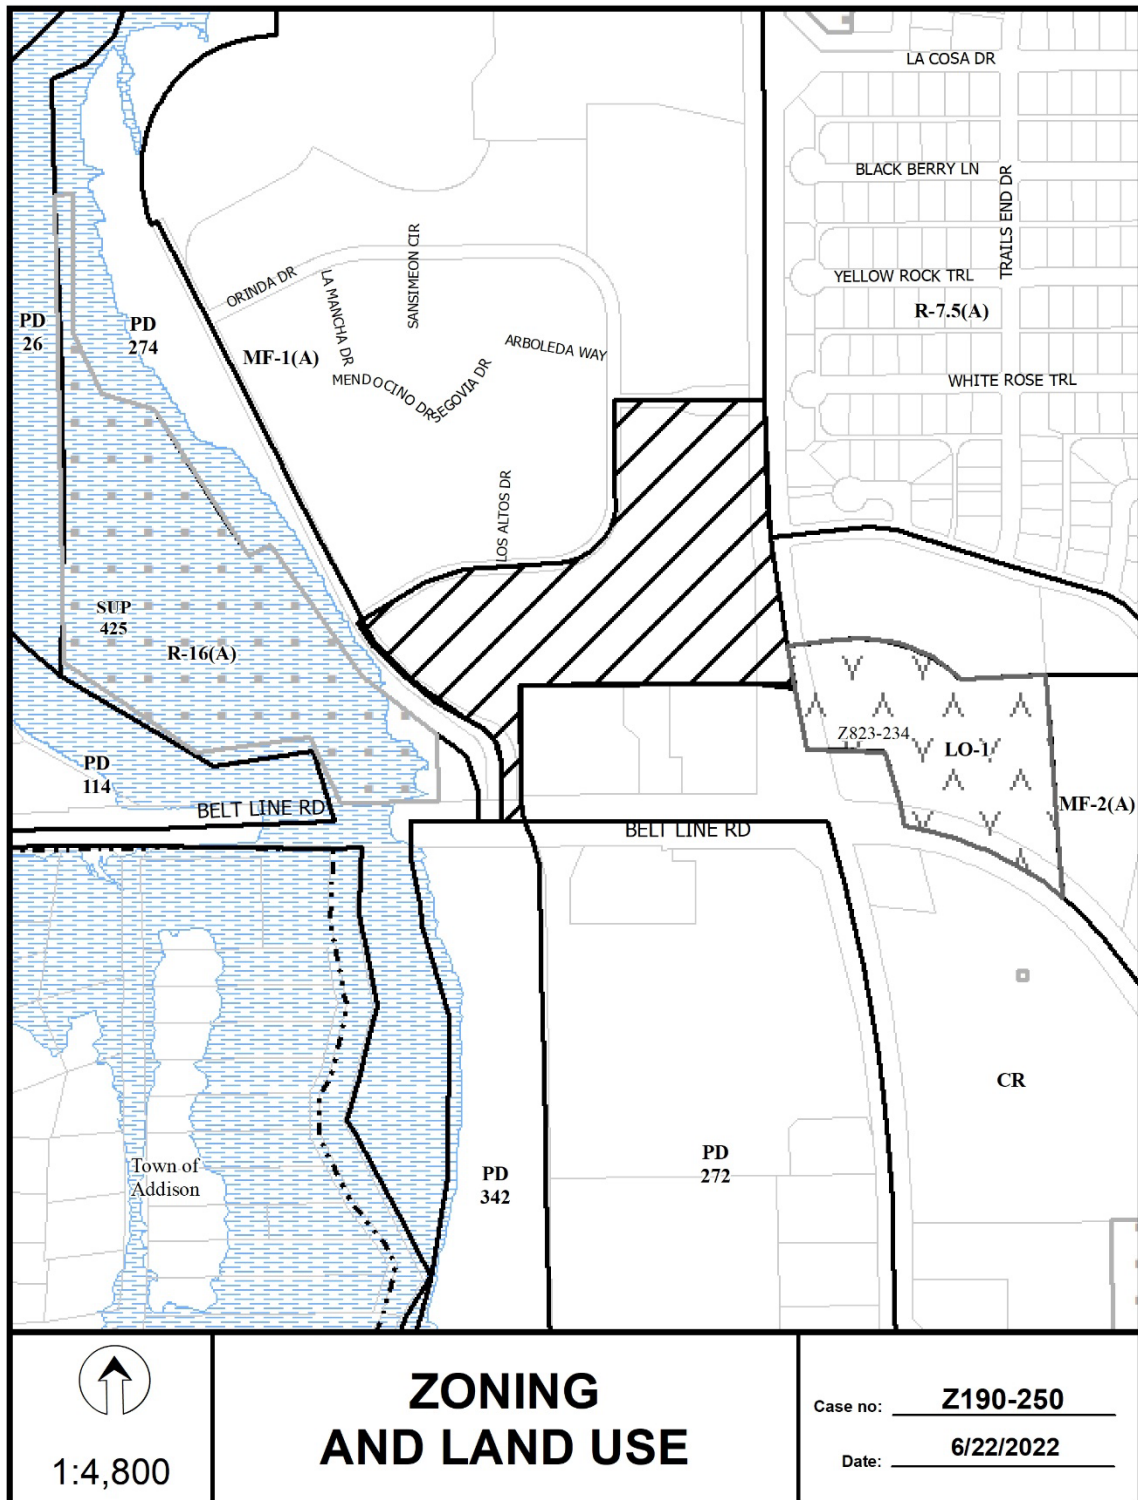 LA COSA DR
BLACK BERRY LN
TRAILS END DR
YELLOW ROCK TRL
R-7.5(A)
WHITE ROSE TRL
SANSIMEON CIR
ORINDA DR
LA MANCHA DR
ARBOLEDA WAY
MENDOCINO DR
SEGOVIA DR
LOS ALTOS DR
MF-1(A)
PD
26
PD
274
SUP
425
R-16(A)
PD
114
BELT LINE RD
BELT LINE RD
Z823-234
LO-1
MF-2(A)
CR
PD
272
PD
342
Town of
Addison
1:4,800
ZONING
AND LAND USE
Case no: Z190-250
Date: 6/22/2022